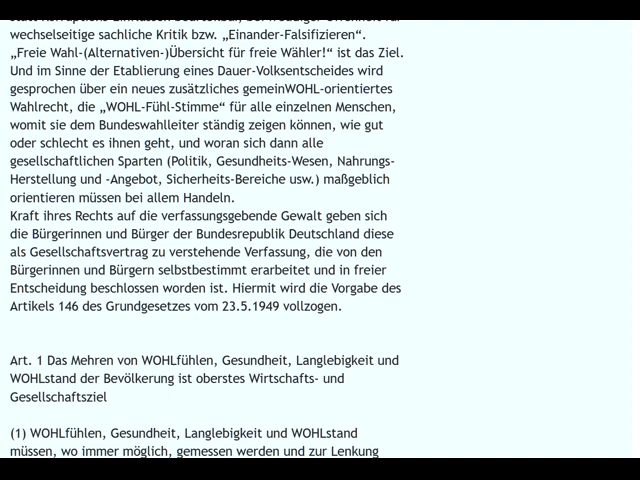 wechselseitige sachliche Kritik bzw. „Einander-Falsifizieren“.
„Freie Wahl-(Alternativen-)Übersicht für freie Wähler!“ ist das Ziel.
Und im Sinne der Etablierung eines Dauer-Volksentscheides wird
gesprochen über ein neues zusätzliches gemeinWOHL-orientiertes
Wahlrecht, die „WOHL-Fühl-Stimme“ für alle einzelnen Menschen,
womit sie dem Bundeswahlleiter ständig zeigen können, wie gut
oder schlecht es ihnen geht, und woran sich dann alle
gesellschaftlichen Sparten (Politik, Gesundheits-Wesen, Nahrungs-
Herstellung und -Angebot, Sicherheits-Bereiche usw.) maßgeblich
orientieren müssen bei allem Handeln.
Kraft ihres Rechts auf die verfassungsgebende Gewalt geben sich
die Bürgerinnen und Bürger der Bundesrepublik Deutschland diese
als Gesellschaftsvertrag zu verstehende Verfassung, die von den
Bürgerinnen und Bürgern selbstbestimmt erarbeitet und in freier
Entscheidung beschlossen worden ist. Hiermit wird die Vorgabe des
Artikels 146 des Grundgesetzes vom 23.5.1949 vollzogen.
Art. 1 Das Mehren von WOHLfühlen, Gesundheit, Langlebigkeit und
WOHLstand der Bevölkerung ist oberstes Wirtschafts- und
Gesellschaftsziel
(1) WOHLfühlen, Gesundheit, Langlebigkeit und WOHLstand
müssen, wo immer möglich, gemessen werden und zur Lenkung